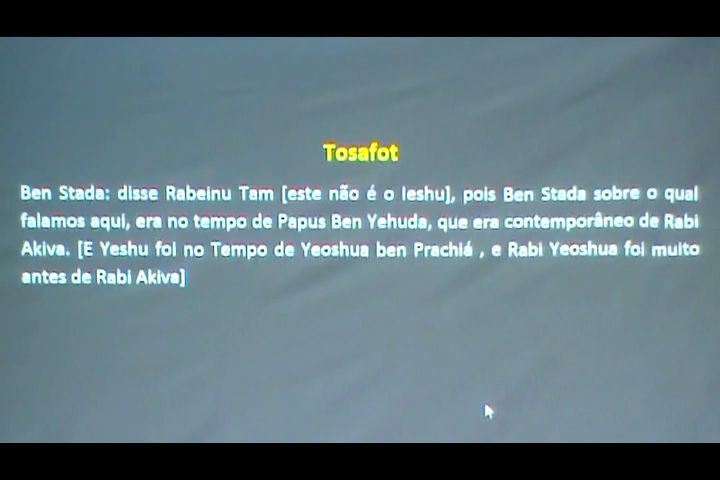 Tosafot
Ben Stada: disse Rabeinu Tam [este não é o Ieshu], pois Ben Stada sobre o qual
falamos aqui, era no tempo de Papus Ben Yehuda, que era contemporâneo de Rabi
Akiva. [E Yeshu foi no Tempo de Yeoshua ben Prachiá , e Rabi Yeoshua foi muito
antes de Rabi Akiva]